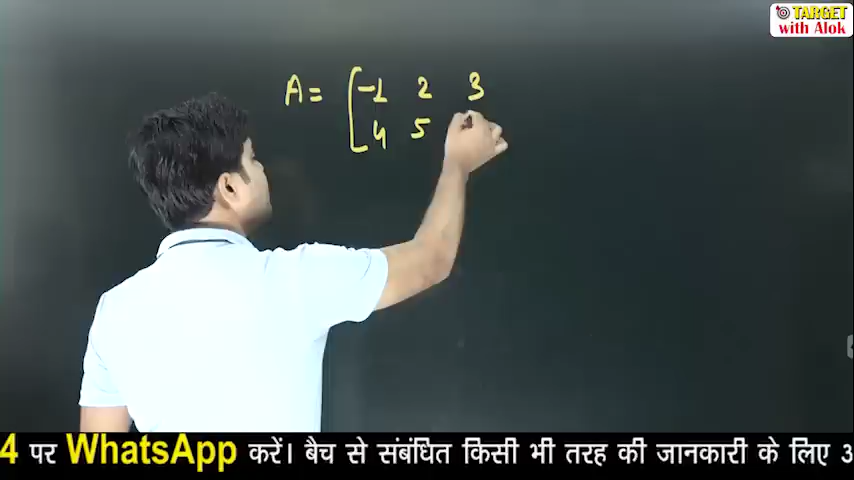 TARGET
with Alok
A = [ -1 2 3
4 5
4 पर WhatsApp करें। बैच से संबंधित किसी भी तरह की जानकारी के लिए